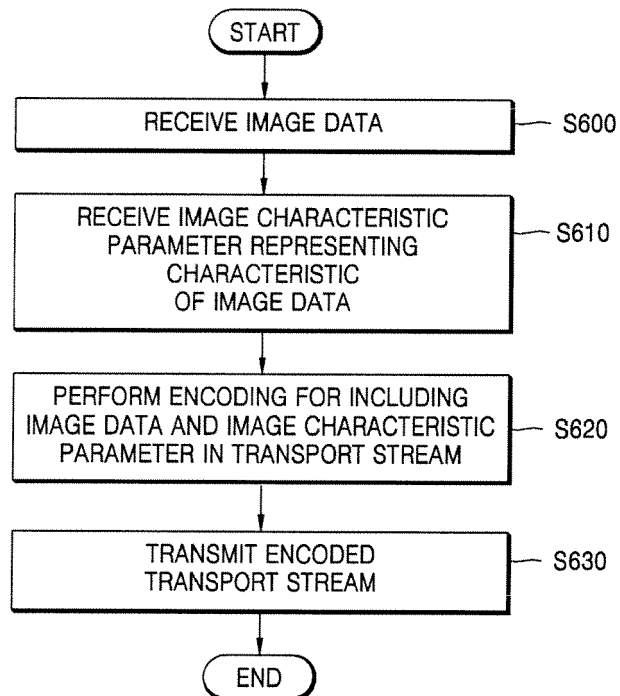 START
RECEIVE IMAGE DATA
S600
RECEIVE IMAGE CHARACTERISTIC
PARAMETER REPRESENTING
CHARACTERISTIC
OF IMAGE DATA
S610
PERFORM ENCODING FOR INCLUDING
IMAGE DATA AND IMAGE CHARACTERISTIC
PARAMETER IN TRANSPORT STREAM
S620
TRANSMIT ENCODED
TRANSPORT STREAM
S630
END